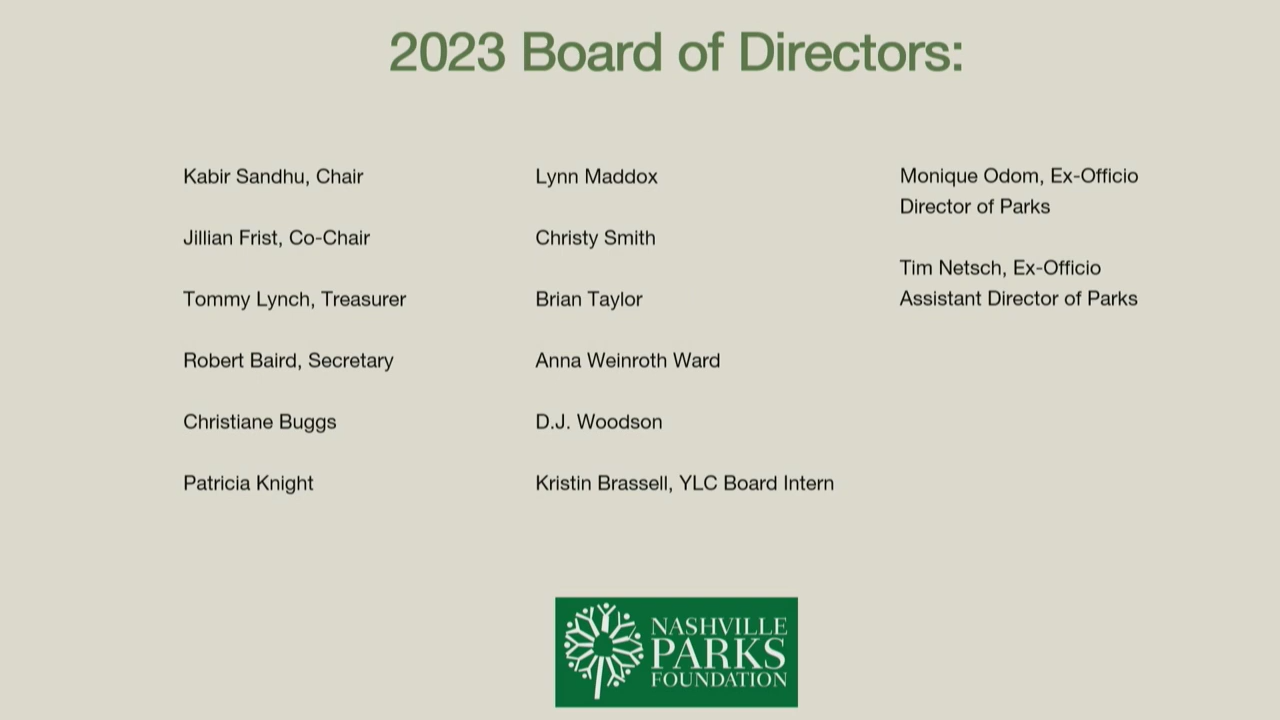 2023 Board of Directors:
Kabir Sandhu, Chair
Jillian Frist, Co-Chair
Tommy Lynch, Treasurer
Robert Baird, Secretary
Christiane Buggs
Patricia Knight
Lynn Maddox
Christy Smith
Brian Taylor
Anna Weinroth Ward
D.J. Woodson
Kristin Brassell, YLC Board Intern
Monique Odom, Ex-Officio
Director of Parks
Tim Netsch, Ex-Officio
Assistant Director of Parks
NASHVILLE
PARKS
FOUNDATION